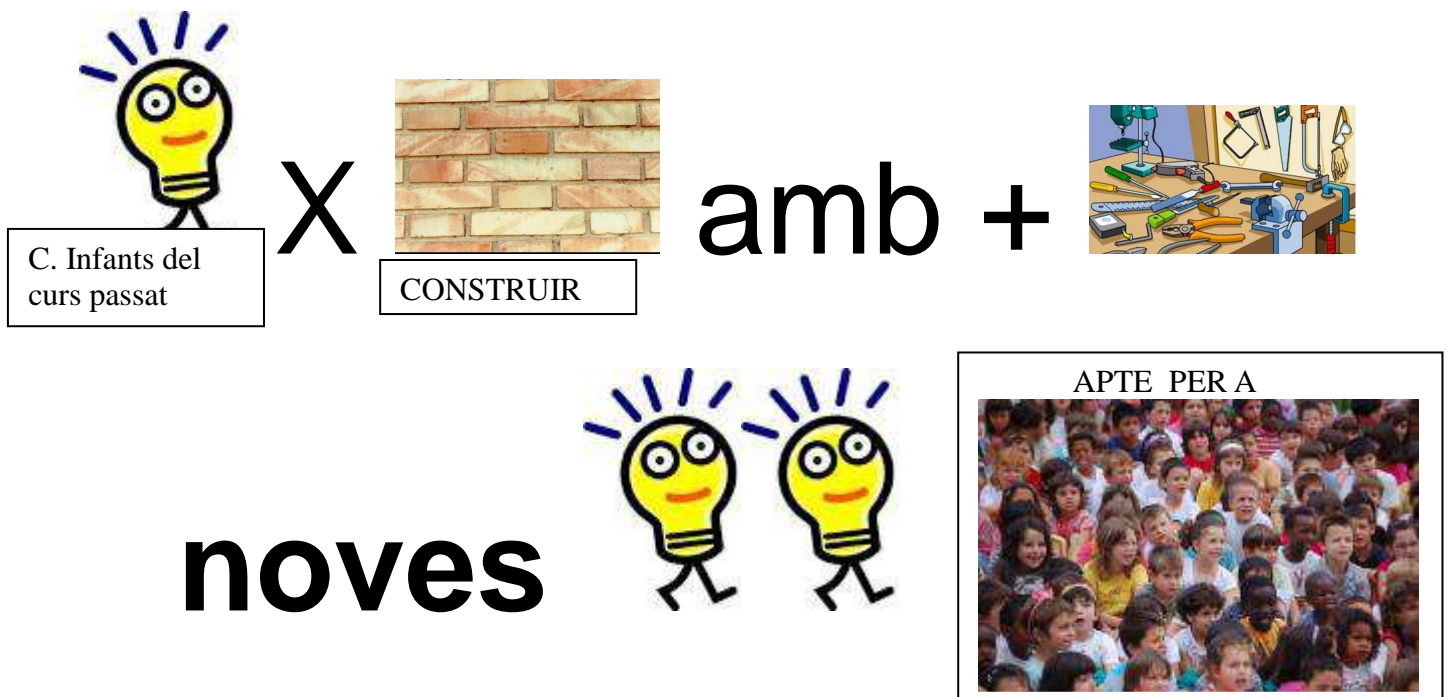 X
amb +
C. Infants del
curs passat
CONSTRUIR
APTE PER A
noves